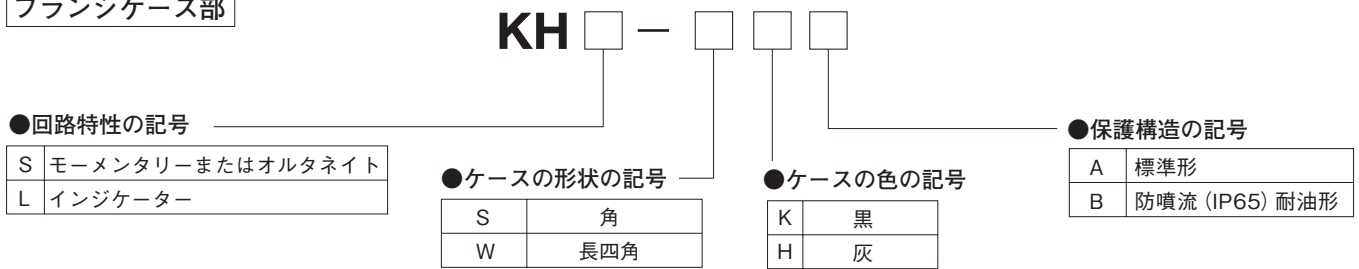 フランジケース部
KH□－□□□
●回路特性の記号
S モーメンタリーまたはオルタネイト
L インジケーター
●ケースの形状の記号
S 角
W 長四角
●ケースの色の記号
K 黒
H 灰
●保護構造の記号
A 標準形
B 防噴流（IP65）耐油形